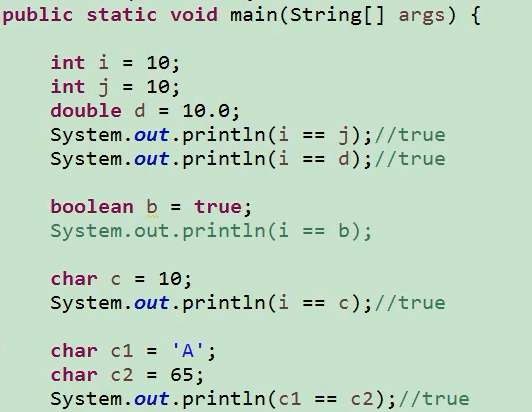 public static void main(String[] args) {
int i = 10;
int j = 10;
double d = 10.0;
System.out.println(i == j);//true
System.out.println(i == d);//true
boolean b = true;
System.out.println(i == b);
char c = 10;
System.out.println(i == c);//true
char c1 = 'A';
char c2 = 65;
System.out.println(c1 == c2);//true